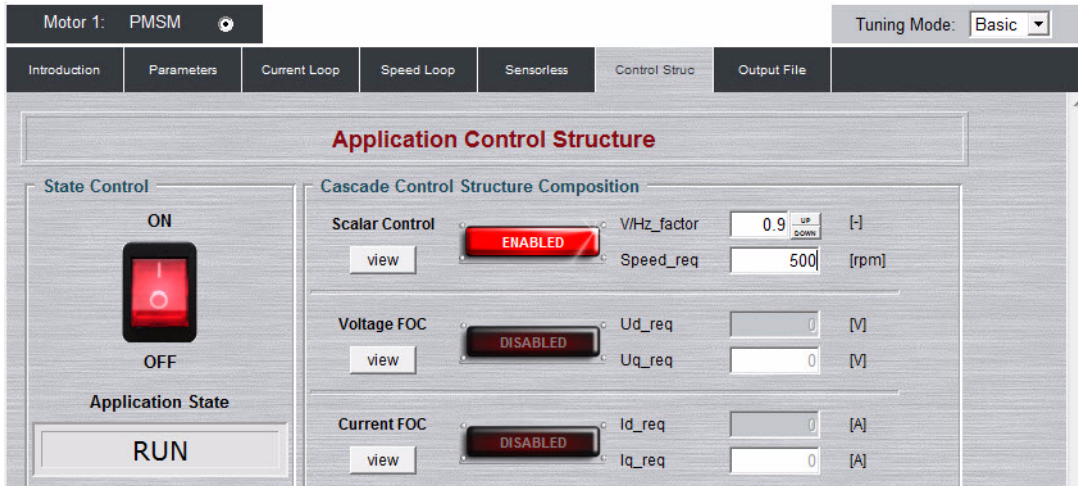 Motor 1: PMSM Tuning Mode: Basic
Introduction Parameters Current Loop Speed Loop Sensorless Control Struc Output File
Application Control Structure
State Control
ON
OFF
Application State
RUN
Cascade Control Structure Composition
Scalar Control ENABLED V/Hz_factor 0.9 UP DOWN [-]
view Speed_req 500 [rpm]
Voltage FOC DISABLED Ud_req 0 [V]
view Uq_req 0 [V]
Current FOC DISABLED Id_req 0 [A]
view Iq_req 0 [A]